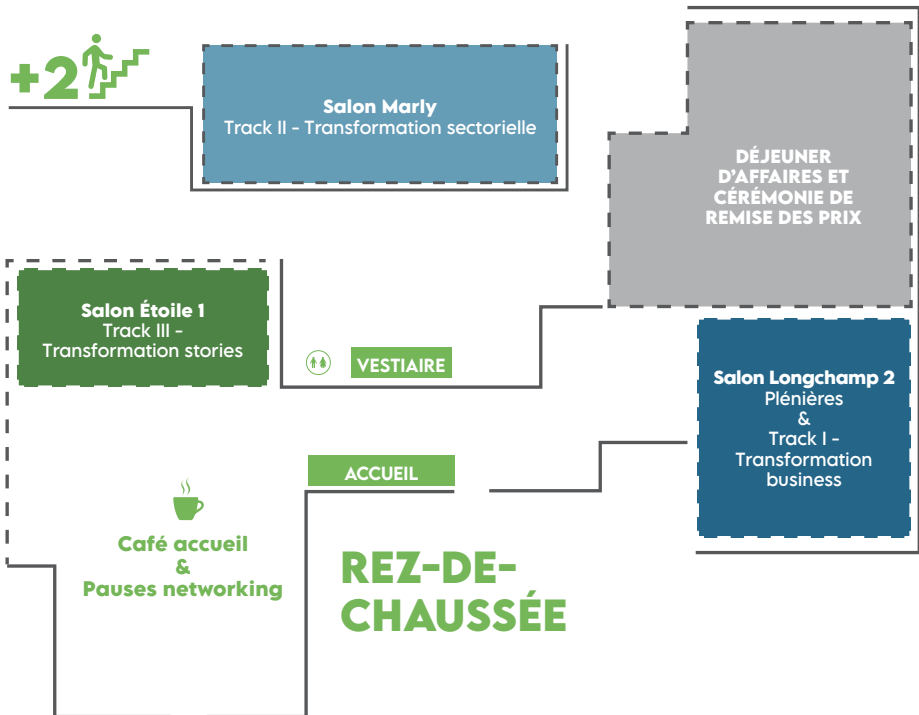 +2
Salon Marly
Track II - Transformation sectorielle
DÉJEUNER
D'AFFAIRES ET
CÉRÉMONIE DE
REMISE DES PRIX
Salon Étoile 1
Track III -
Transformation stories
VESTIAIRE
Salon Longchamp 2
Plénières
&
Track I -
Transformation
business
ACCUEIL
Café accueil
&
Pauses networking
REZ-DE-
CHAUSSÉE